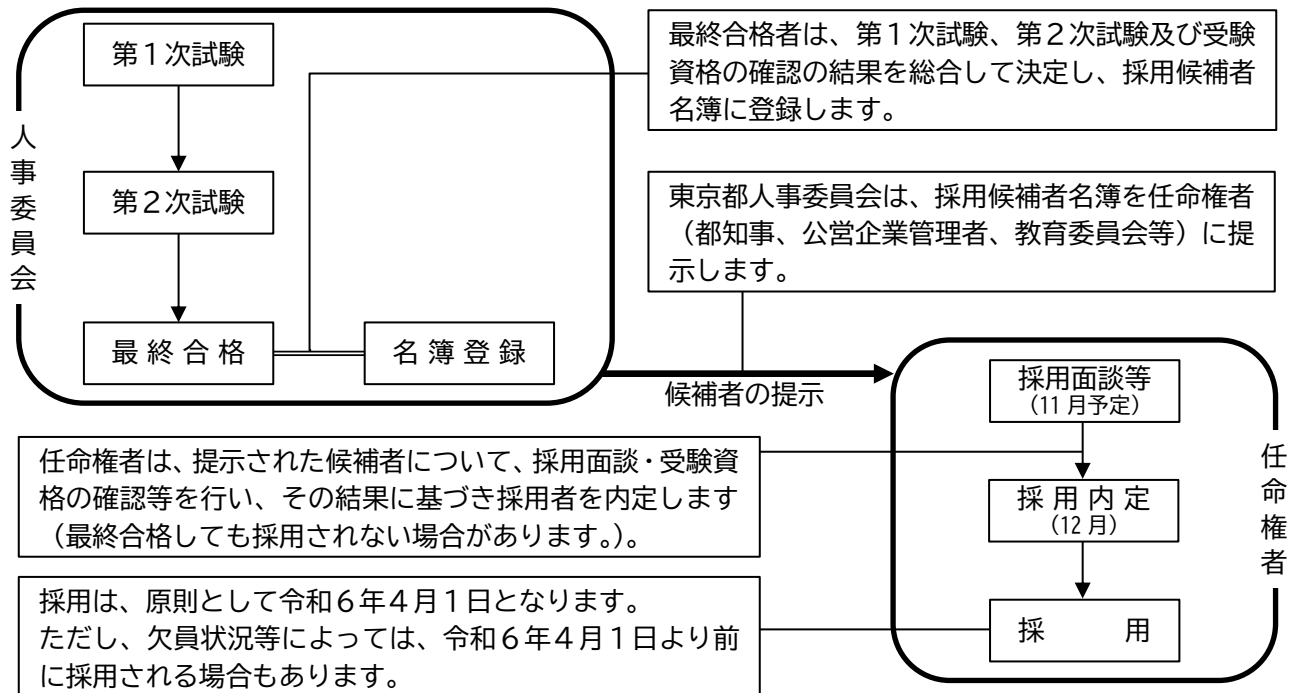 人事委員会
第１次試験
第２次試験
最終合格
名簿登録
最終合格者は、第１次試験、第２次試験及び受験
資格の確認の結果を総合して決定し、採用候補者
名簿に登録します。
東京都人事委員会は、採用候補者名簿を任命権者
（都知事、公営企業管理者、教育委員会等）に提
示します。
候補者の提示
任命権者
採用面談等
（11月予定）
採用内定
（12月）
採　　用
任命権者は、提示された候補者について、採用面談・受験資
格の確認等を行い、その結果に基づき採用者を内定します
（最終合格しても採用されない場合があります。）。
採用は、原則として令和６年４月１日となります。
ただし、欠員状況等によっては、令和６年４月１日より前
に採用される場合もあります。